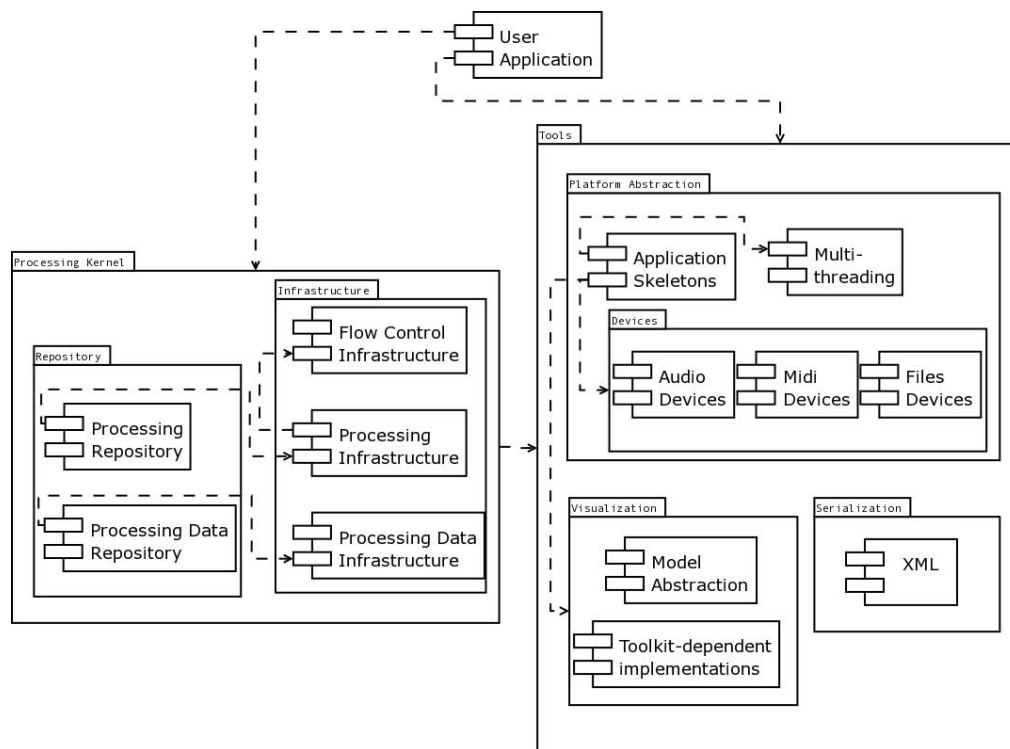 User
Application
Tools
Platform Abstraction
Application
Skeletons
Multi-
threading
Devices
Audio
Devices
Midi
Devices
Files
Devices
Processing Kernel
Infrastructure
Flow Control
Infrastructure
Repository
Processing
Repository
Processing
Infrastructure
Processing Data
Repository
Processing Data
Infrastructure
Visualization
Model
Abstraction
Toolkit-dependent
implementations
Serialization
XML